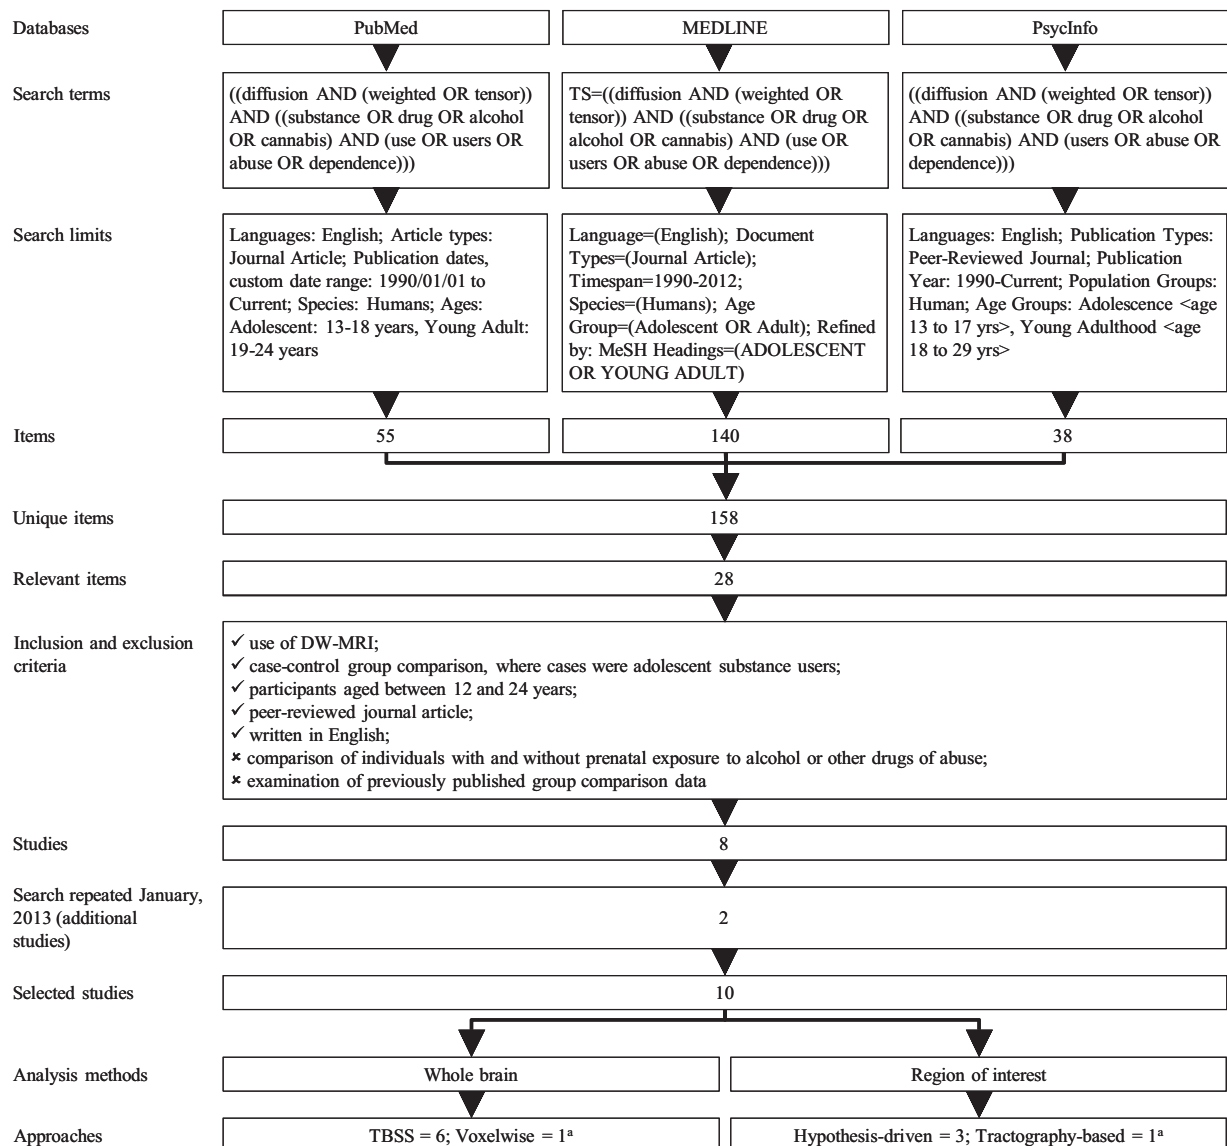 Databases
PubMed
MEDLINE
PsycInfo
Search terms
((diffusion AND (weighted OR tensor))
AND ((substance OR drug OR alcohol
OR cannabis) AND (use OR users OR
abuse OR dependence)))
TS=((diffusion AND (weighted OR
tensor)) AND ((substance OR drug OR
alcohol OR cannabis) AND (use OR
users OR abuse OR dependence)))
((diffusion AND (weighted OR tensor))
AND ((substance OR drug OR alcohol
OR cannabis) AND (users OR abuse OR
dependence)))
Search limits
Languages: English; Article types:
Journal Article; Publication dates,
custom date range: 1990/01/01 to
Current; Species: Humans; Ages:
Adolescent: 13-18 years, Young Adult:
19-24 years
Language=(English); Document
Types=(Journal Article);
Timespan=1990-2012;
Species=(Humans); Age
Group=(Adolescent OR Adult); Refined
by: MeSH Headings=(ADOLESCENT
OR YOUNG ADULT)
Languages: English; Publication Types:
Peer-Reviewed Journal; Publication
Year: 1990-Current; Population Groups:
Human; Age Groups: Adolescence <age
13 to 17 yrs>, Young Adulthood <age
18 to 29 yrs>
Items
55
140
38
Unique items
158
Relevant items
28
Inclusion and exclusion
criteria
✓ use of DW-MRI;
✓ case-control group comparison, where cases were adolescent substance users;
✓ participants aged between 12 and 24 years;
✓ peer-reviewed journal article;
✓ written in English;
✗ comparison of individuals with and without prenatal exposure to alcohol or other drugs of abuse;
✗ examination of previously published group comparison data
Studies
8
Search repeated January,
2013 (additional
studies)
2
Selected studies
10
Analysis methods
Whole brain
Region of interest
Approaches
TBSS = 6; Voxelwise = 1ᵃ
Hypothesis-driven = 3; Tractography-based = 1ᵃ